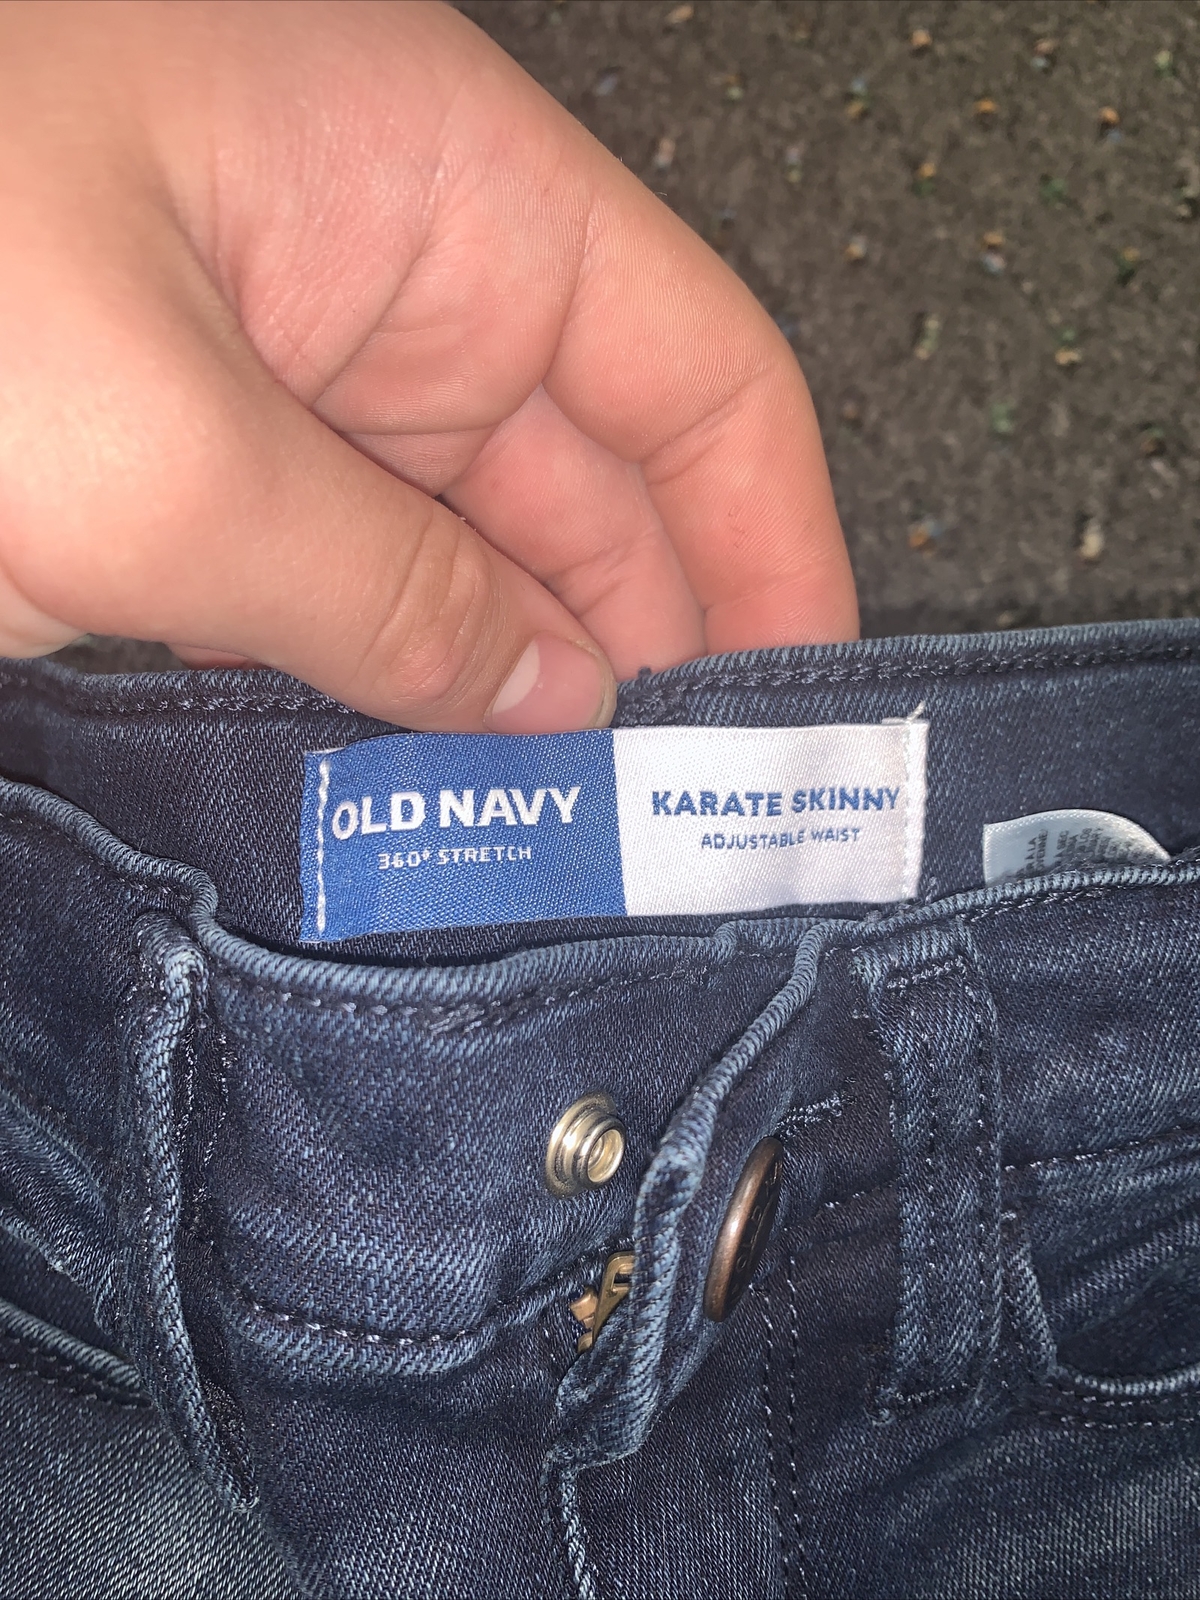 OLD NAVY
360° STRETCH
KARATE SKINNY
ADJUSTABLE WAIST